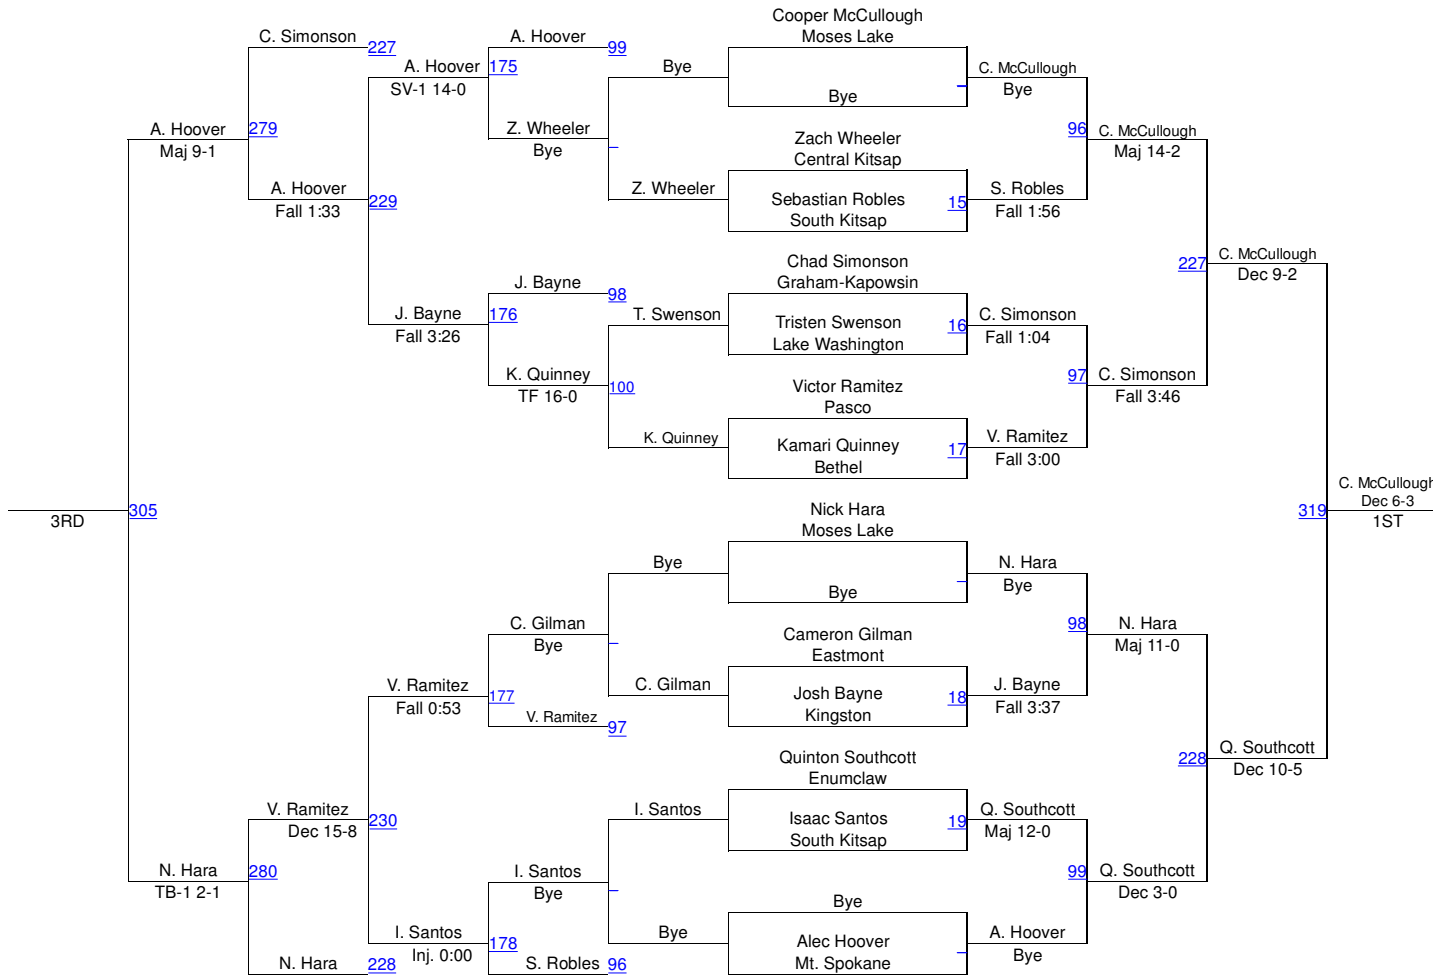 Cooper McCullough
Moses Lake
C. Simonson
227
A. Hoover
99
A. Hoover
175
SV-1 14-0
Bye
Bye
C. McCullough
Bye
A. Hoover
279
Maj 9-1
Z. Wheeler
Bye
Zach Wheeler
Central Kitsap
96
C. McCullough
Maj 14-2
A. Hoover
Fall 1:33
229
Z. Wheeler
Sebastian Robles
South Kitsap
15
S. Robles
Fall 1:56
Chad Simonson
Graham-Kapowsin
227
C. McCullough
Dec 9-2
J. Bayne
98
J. Bayne
176
Fall 3:26
T. Swenson
Tristen Swenson
Lake Washington
16
C. Simonson
Fall 1:04
K. Quinney
TF 16-0
100
Victor Ramitez
Pasco
97
C. Simonson
Fall 3:46
K. Quinney
Kamari Quinney
Bethel
17
V. Ramitez
Fall 3:00
305
3RD
Nick Hara
Moses Lake
319
C. McCullough
Dec 6-3
1ST
Bye
Bye
N. Hara
Bye
C. Gilman
Bye
Cameron Gilman
Eastmont
98
N. Hara
Maj 11-0
V. Ramitez
177
Fall 0:53
V. Ramitez
97
C. Gilman
Josh Bayne
Kingston
18
J. Bayne
Fall 3:37
Quinton Southcott
Enumclaw
228
Q. Southcott
Dec 10-5
V. Ramitez
230
Dec 15-8
I. Santos
Isaac Santos
South Kitsap
19
Q. Southcott
Maj 12-0
N. Hara
280
TB-1 2-1
I. Santos
Bye
99
Q. Southcott
Dec 3-0
Bye
Bye
Alec Hoover
Mt. Spokane
A. Hoover
Bye
I. Santos
178
Inj. 0:00
N. Hara
228
S. Robles
96